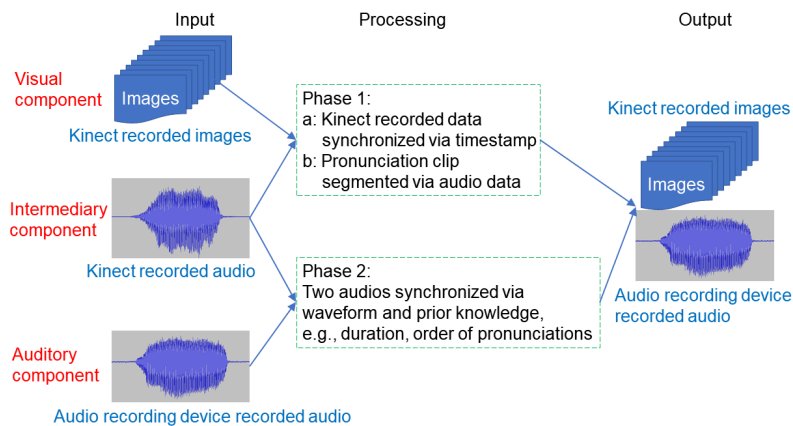 Input
Processing
Output
Visual
component
Images
Kinect recorded images
Phase 1:
a: Kinect recorded data
synchronized via timestamp
b: Pronunciation clip
segmented via audio data
Kinect recorded images
Images
Intermediary
component
Kinect recorded audio
Phase 2:
Two audios synchronized via
waveform and prior knowledge,
e.g., duration, order of pronunciations
Audio recording device
recorded audio
Auditory
component
Audio recording device recorded audio